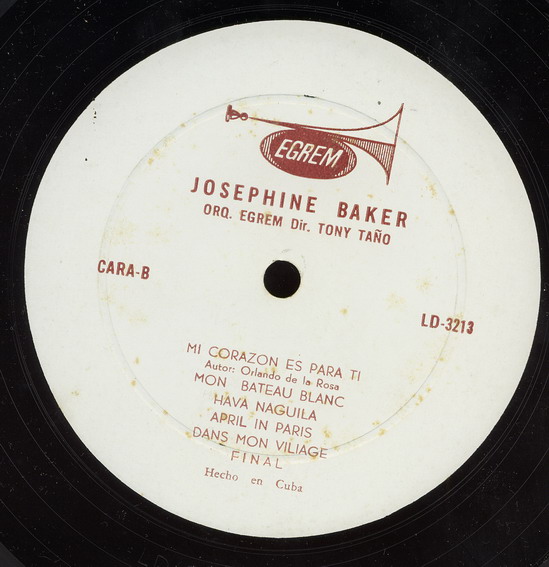 EGREM
JOSEPHINE BAKER
ORQ. EGREM Dir. TONY TAÑO
CARA-B
LD-3213
MI CORAZON ES PARA TI
Autor: Orlando de la Rosa
MON BATEAU BLANC
HAVA NAGUILA
APRIL IN PARIS
DANS MON VILIAGE
FINAL
Hecho en Cuba